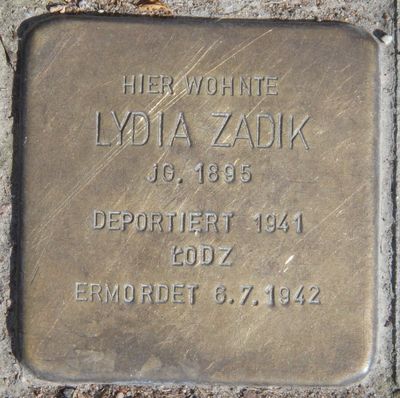 HIER WOHNTE
LYDIA ZADIK
JG. 1895
DEPORTIERT 1941
ŁODZ
ERMORDET 6.7.1942